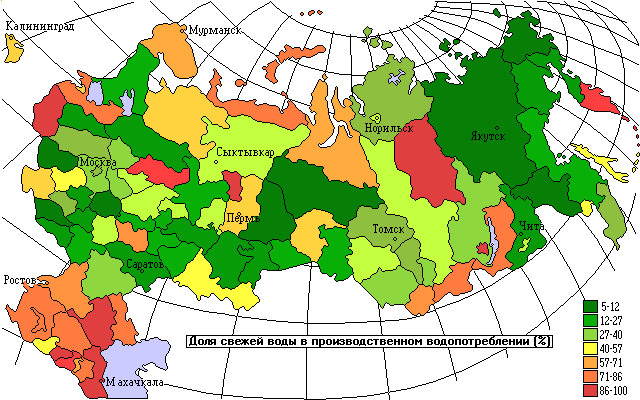 Калининград
Мурманск
Норильск
Якутск
Сыктывкар
Москва
Пермь
Томск
Чита
Саратов
Ростов
Доля свежей воды в производственном водопотреблении (%)
Махачкала
5-12
12-27
27-40
40-57
57-71
71-86
86-100